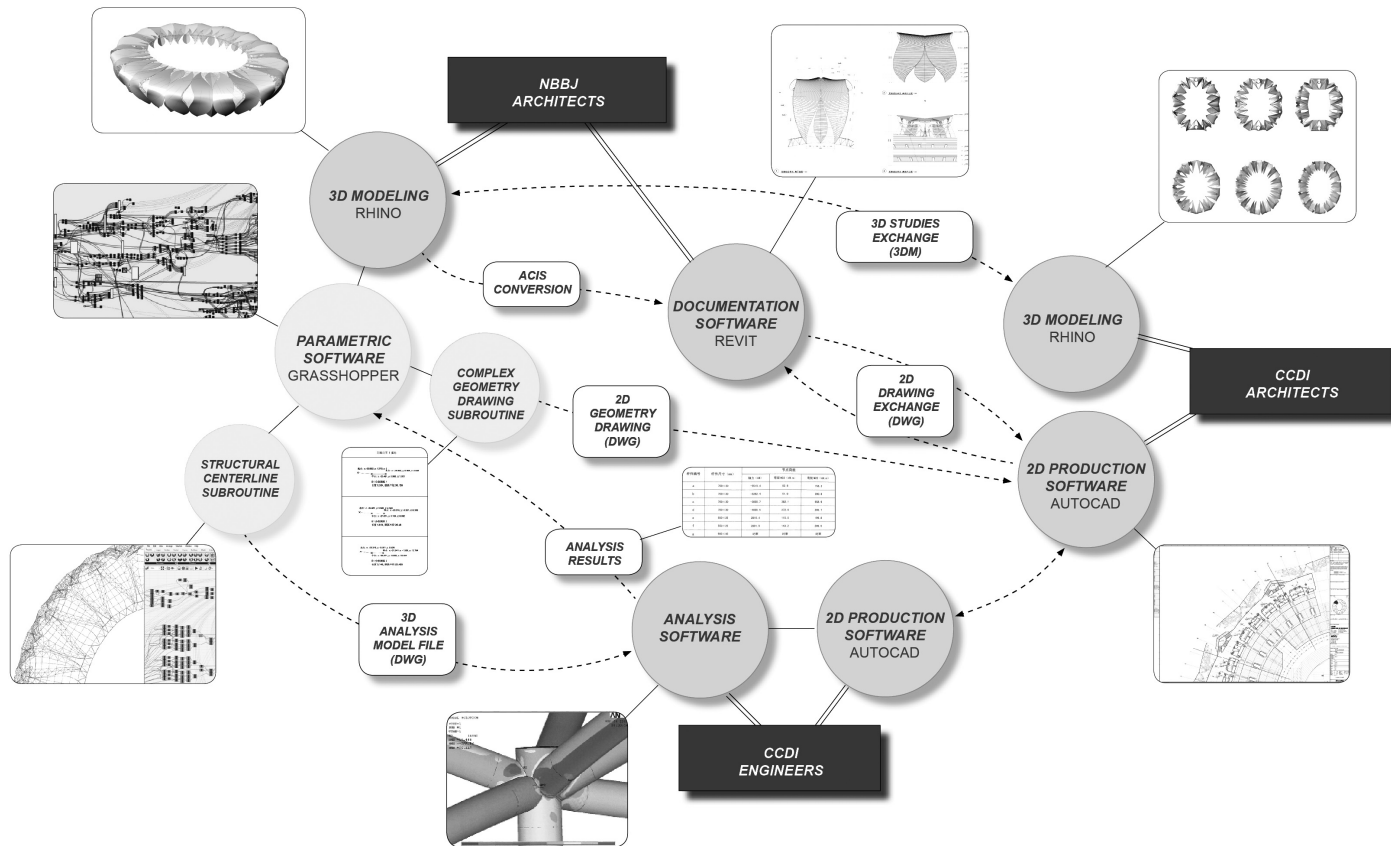 NBBJ
ARCHITECTS
3D MODELING
RHINO
3D STUDIES
EXCHANGE
(3DM)
ACIS
CONVERSION
DOCUMENTATION
SOFTWARE
REVIT
3D MODELING
RHINO
PARAMETRIC
SOFTWARE
GRASSHOPPER
COMPLEX
GEOMETRY
DRAWING
SUBROUTINE
2D
GEOMETRY
DRAWING
(DWG)
2D
DRAWING
EXCHANGE
(DWG)
CCDI
ARCHITECTS
STRUCTURAL
CENTERLINE
SUBROUTINE
2D PRODUCTION
SOFTWARE
AUTOCAD
ANALYSIS
RESULTS
3D
ANALYSIS
MODEL FILE
(DWG)
ANALYSIS
SOFTWARE
2D PRODUCTION
SOFTWARE
AUTOCAD
CCDI
ENGINEERS